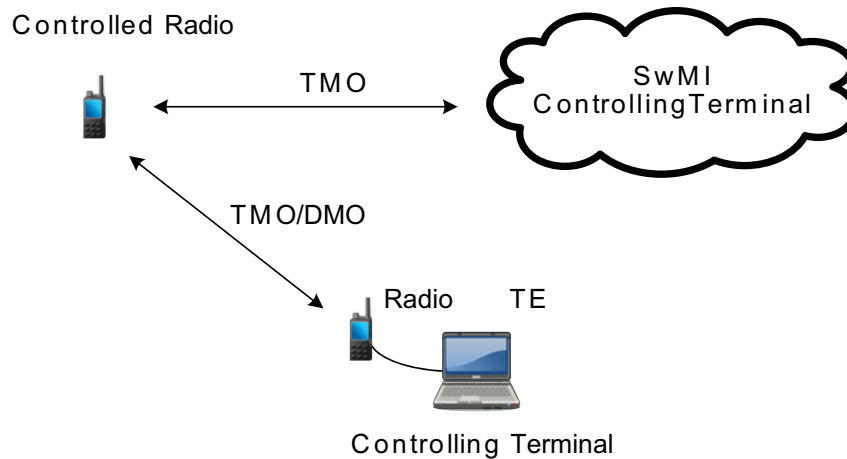 Controlled Radio
TMO
SwMI
ControllingTerminal
TMO/DMO
Radio TE
Controlling Terminal